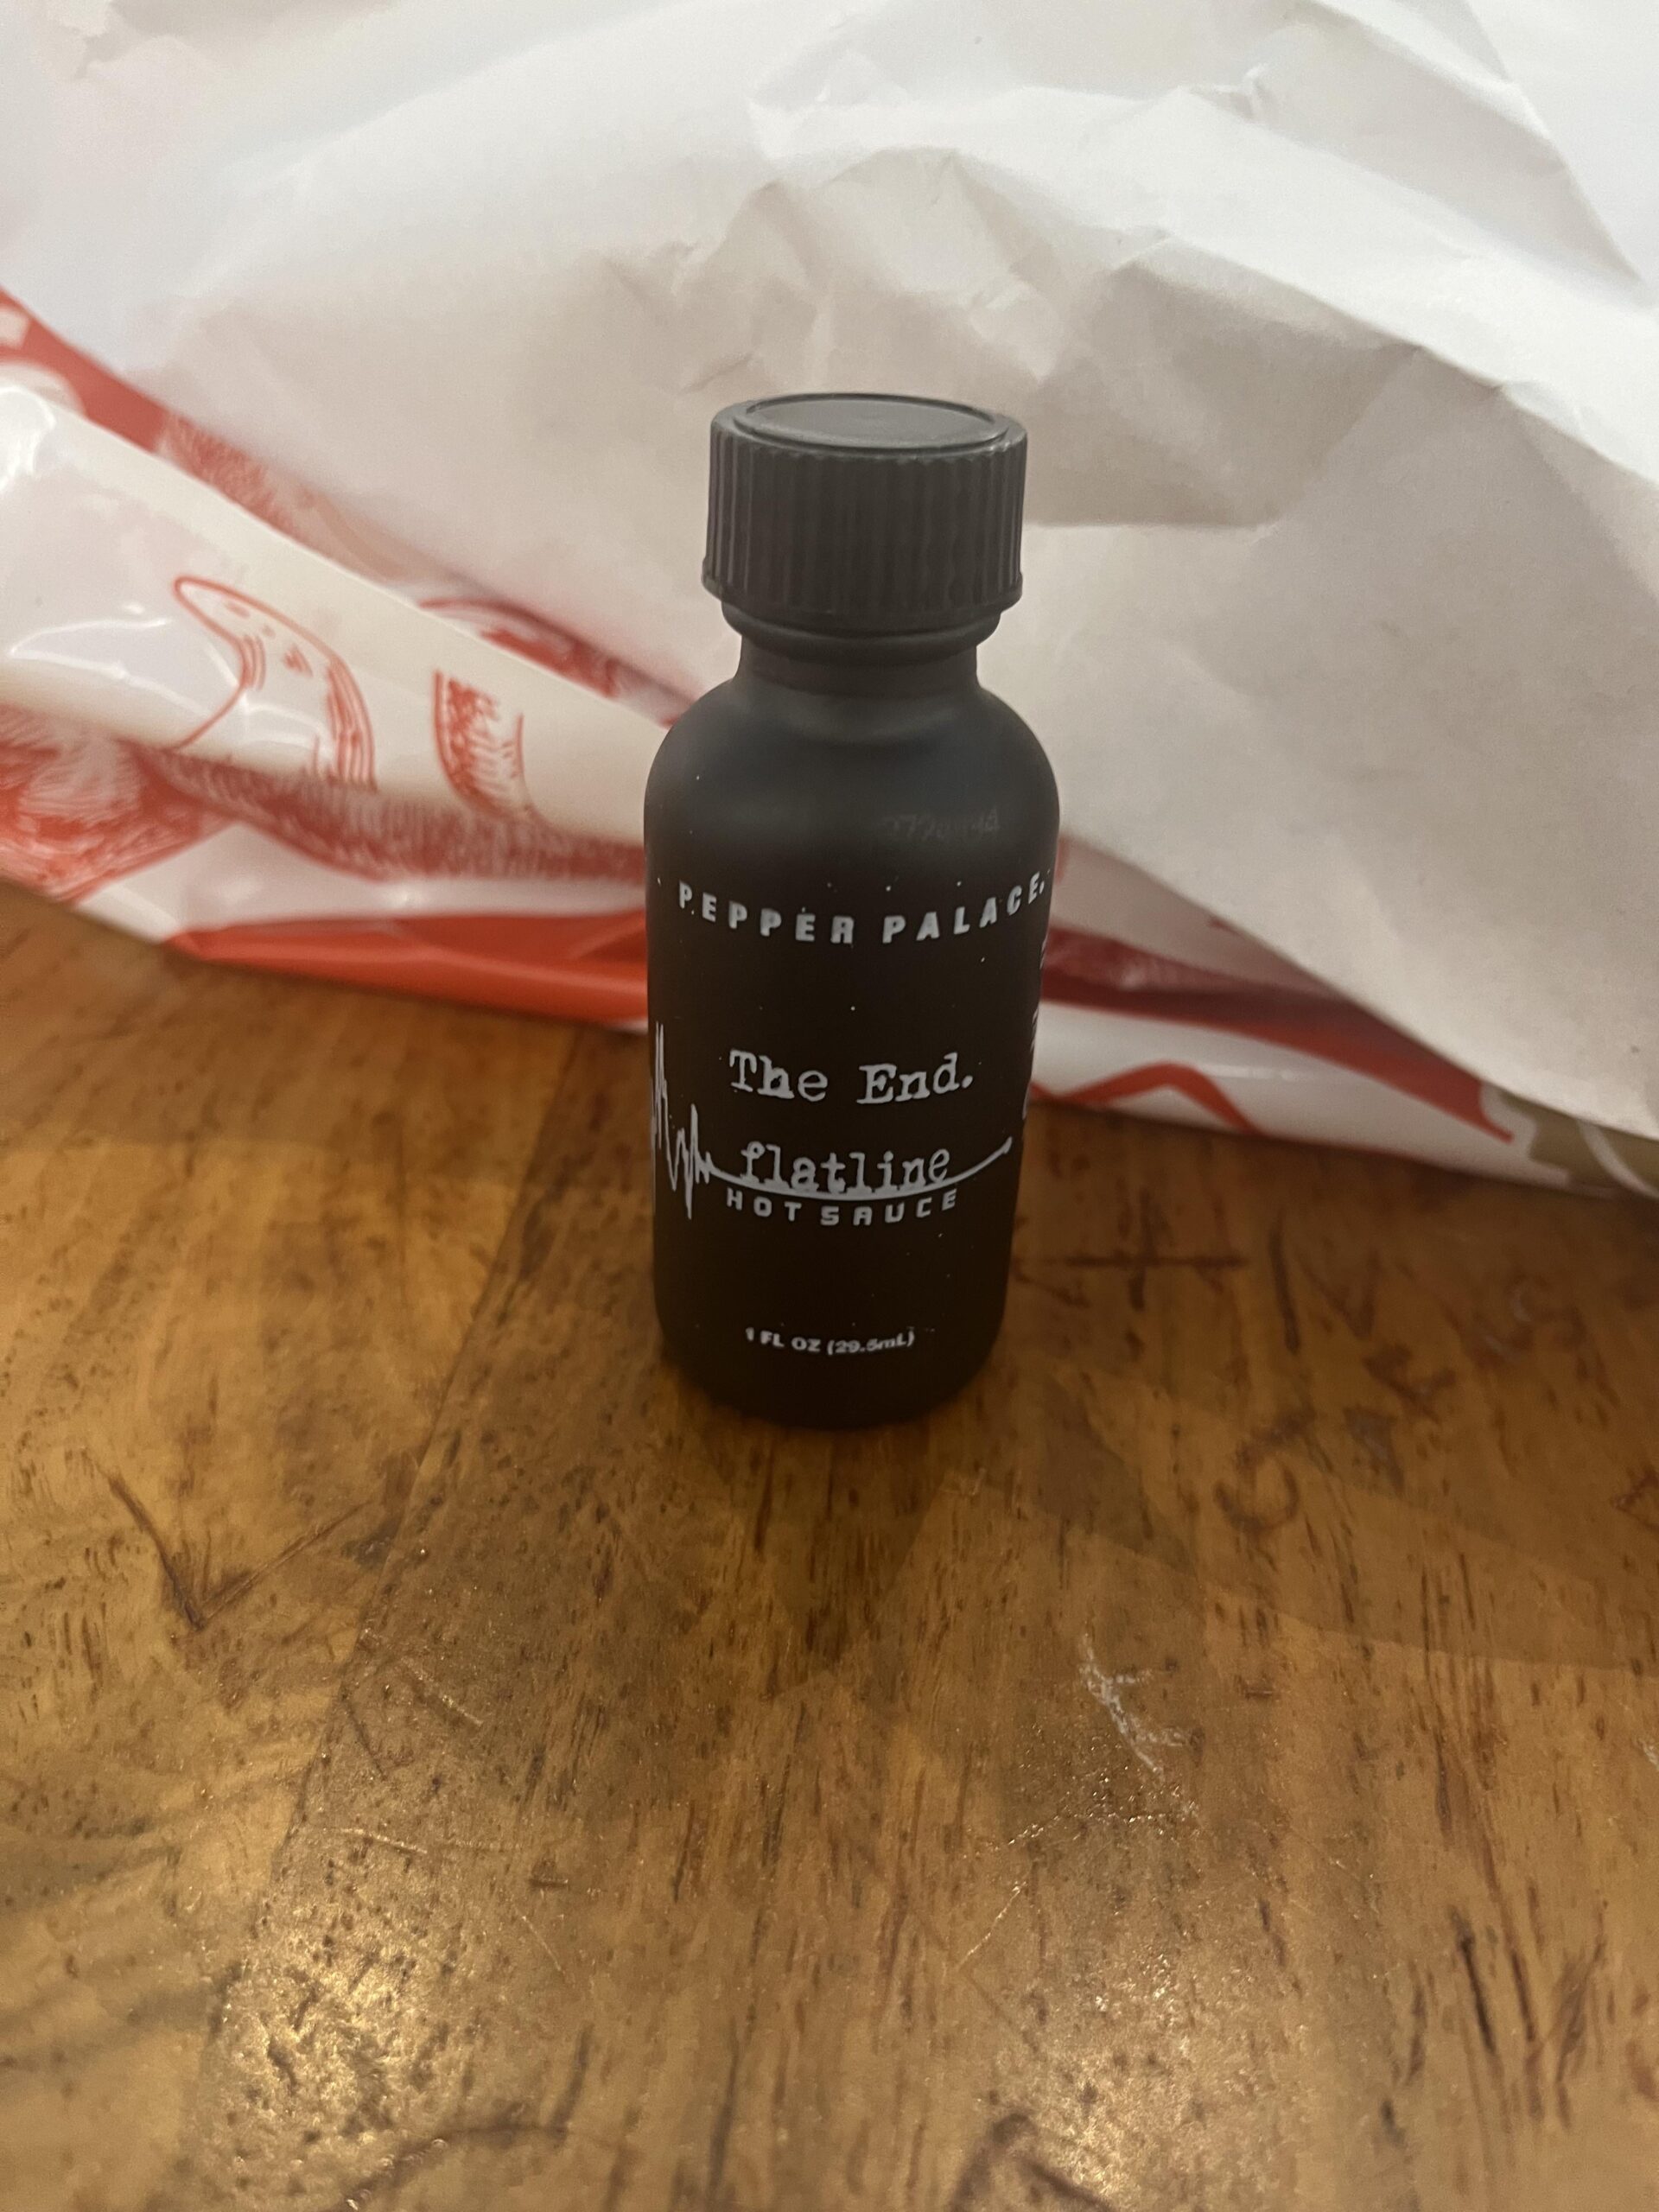 PEPPER PALACE.
The End.
flatline
HOT SAUCE
1 FL OZ (29.5mL)